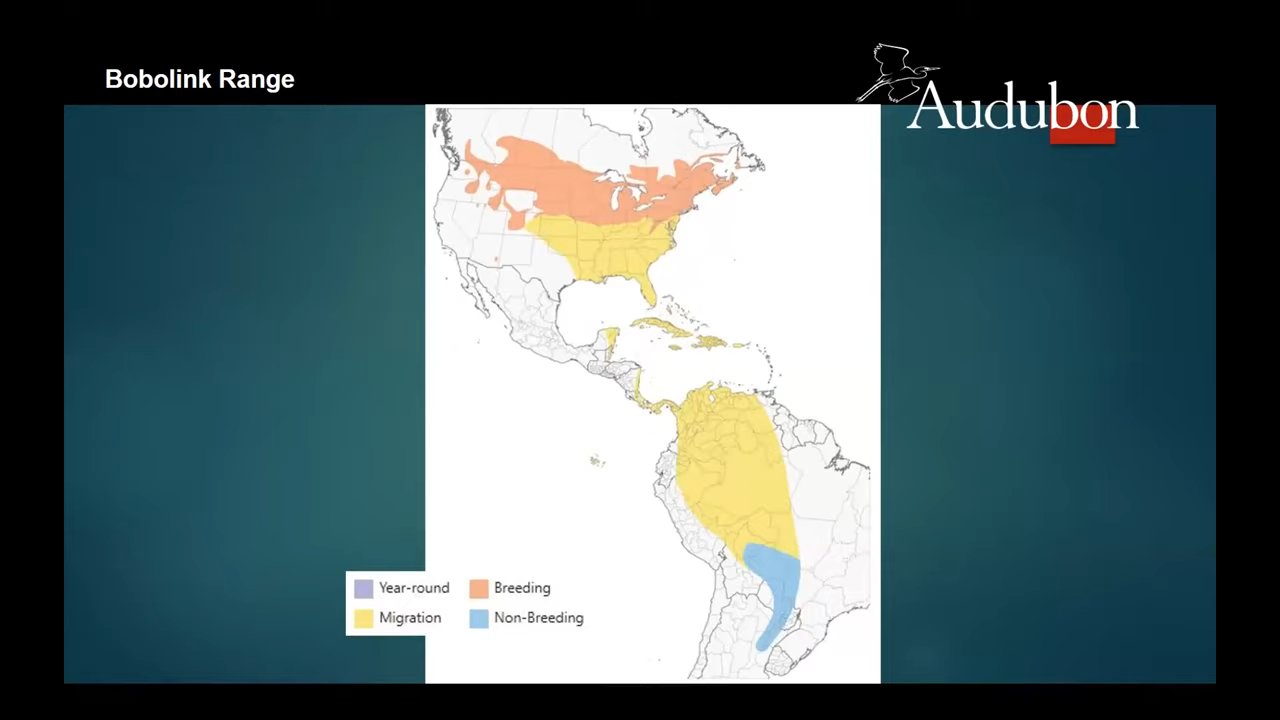 Bobolink Range
Audubon
Year-round
Breeding
Migration
Non-Breeding